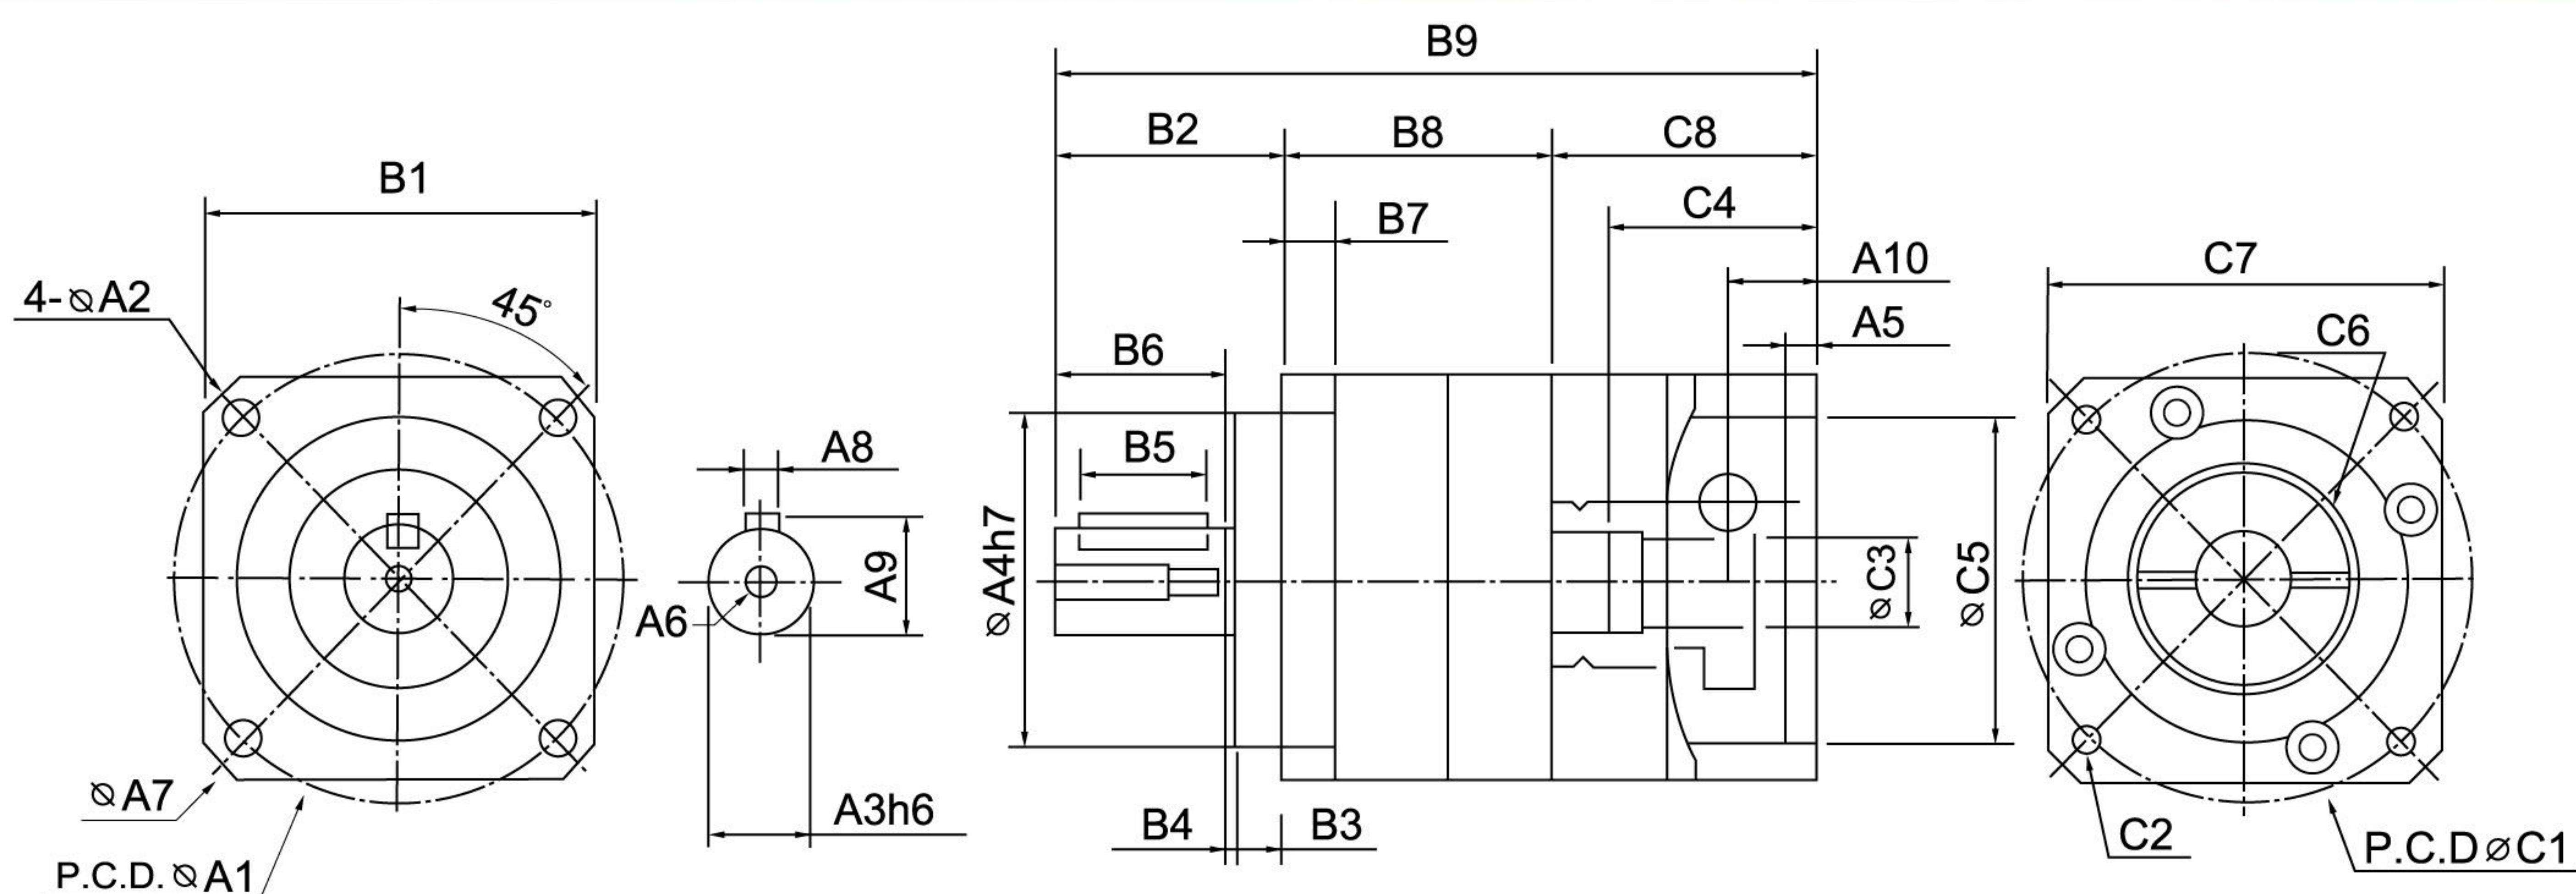 B9
B2
B8
C8
B1
C4
B7
A10
C7
4-⌀A2
45°
A5
C6
B6
A8
B5
⌀A4h7
A9
⌀C3
⌀C5
A6
⌀A7
A3h6
B4
B3
C2
P.C.D⌀C1
P.C.D.⌀A1